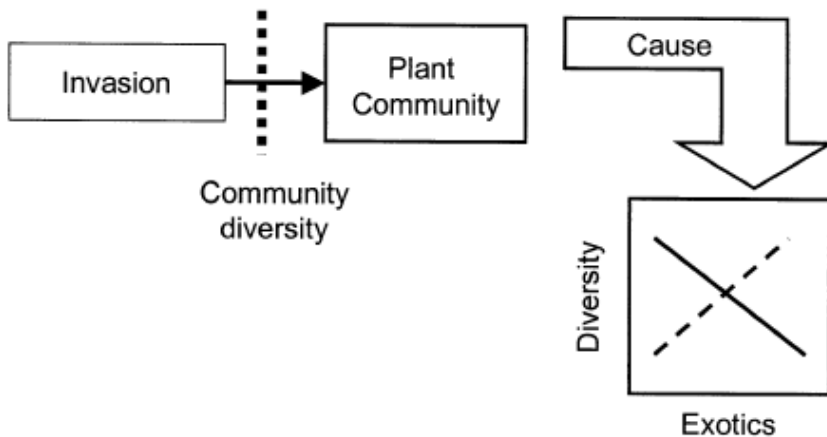 Invasion
Plant
Community
Cause
Community
diversity
Diversity
Exotics